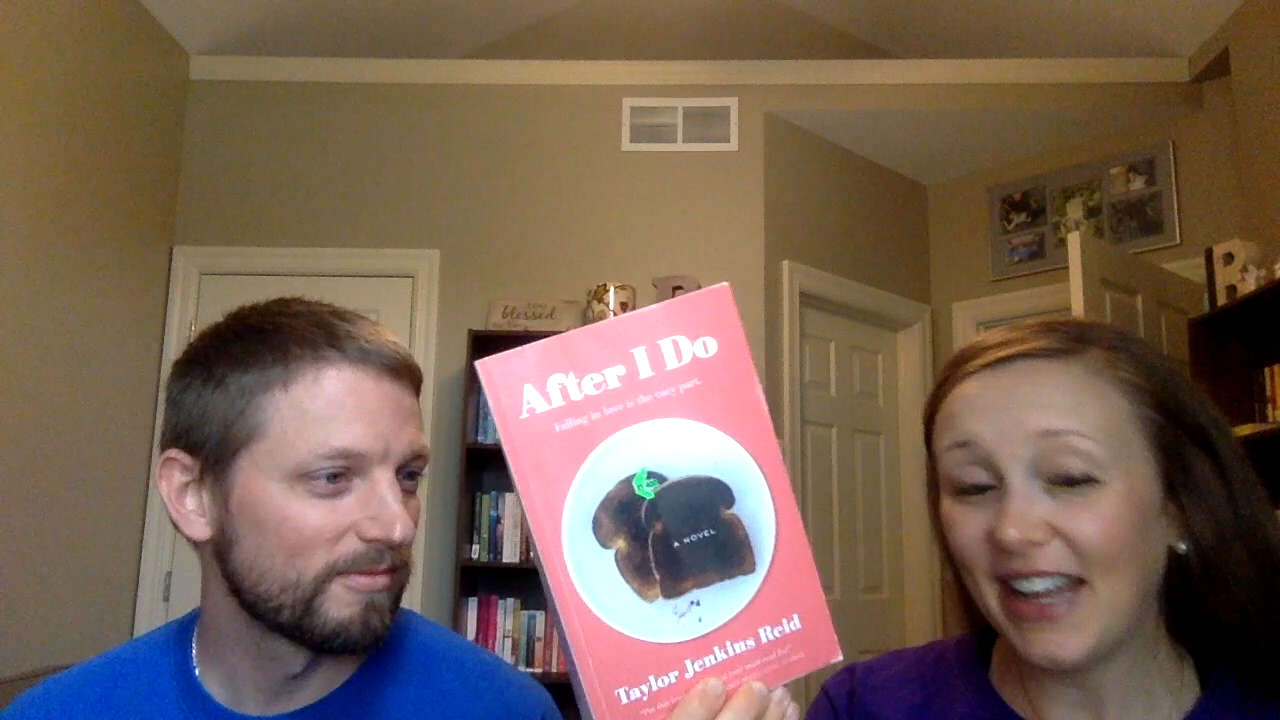 blessed
After I Do
Falling in love is the easy part.
A NOVEL
Taylor Jenkins Reid
R